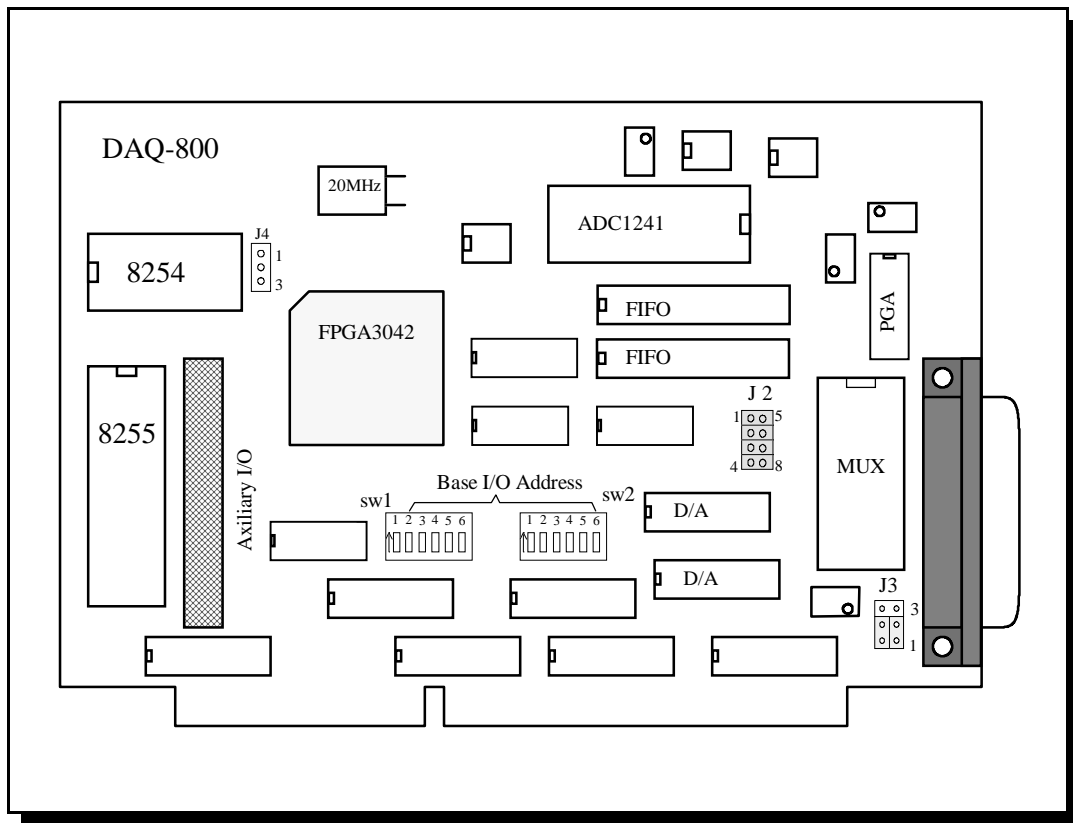 DAQ-800
20MHz
ADC1241
J4
1
3
8254
PGA
FIFO
FPGA3042
FIFO
J 2
1 5
4 8
8255
MUX
Axiliary I/O
Base I/O Address
sw1
sw2
1 2 3 4 5 6
1 2 3 4 5 6
D/A
D/A
J3
3
1